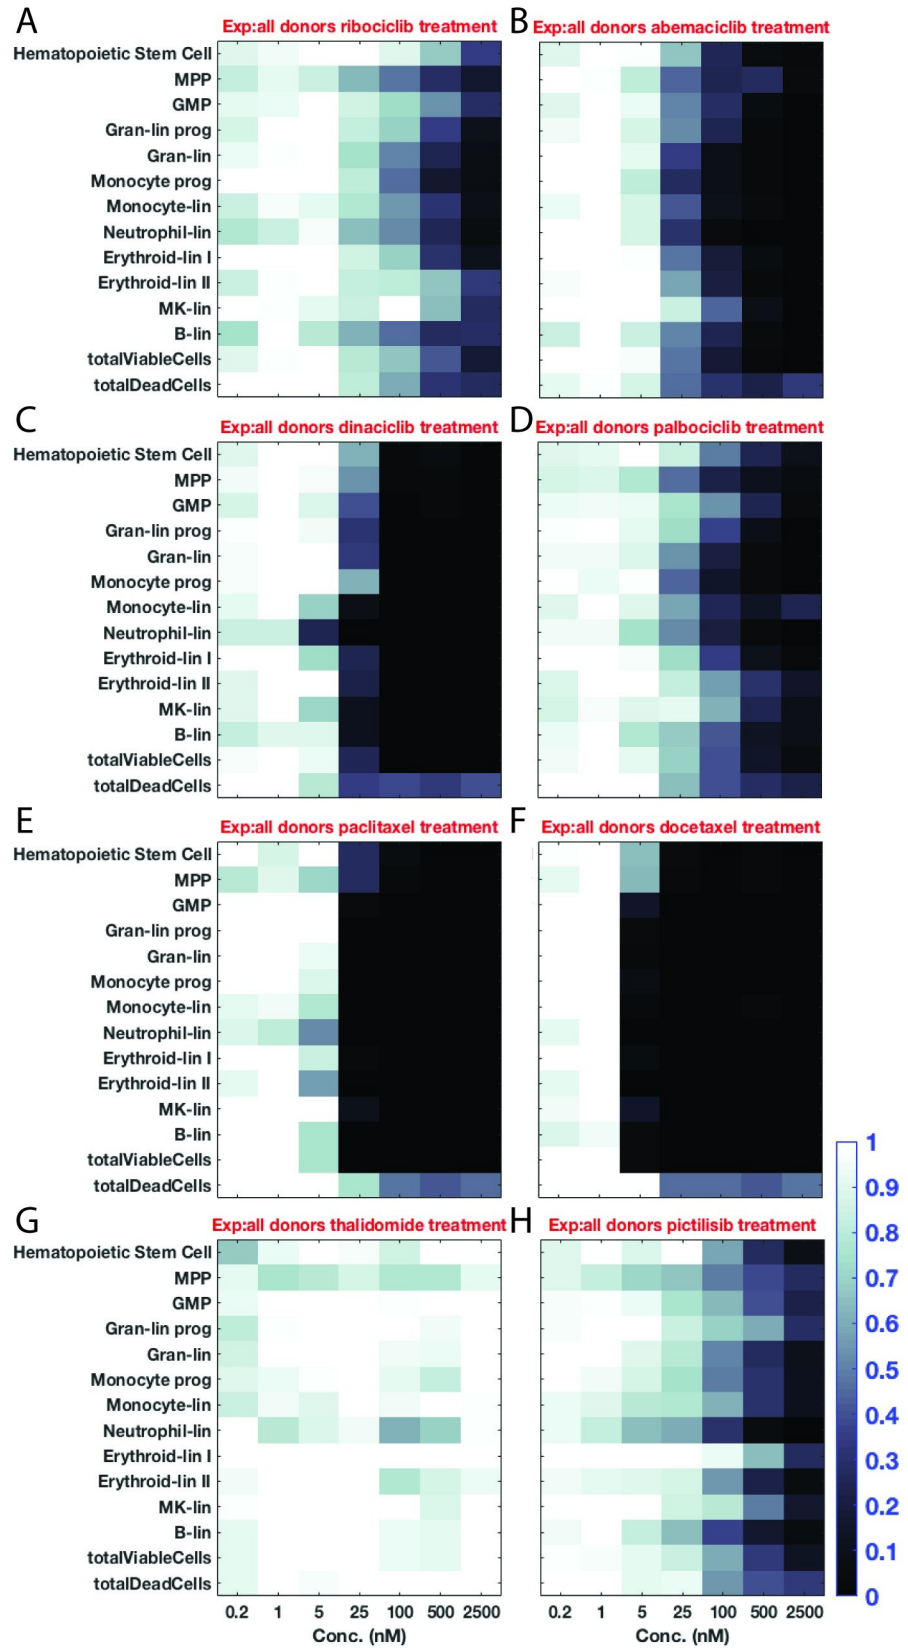 A
Exp:all donors ribociclib treatment
B
Exp:all donors abemaciclib treatment
Hematopoietic Stem Cell
MPP
GMP
Gran-lin prog
Gran-lin
Monocyte prog
Monocyte-lin
Neutrophil-lin
Erythroid-lin I
Erythroid-lin II
MK-lin
B-lin
totalViableCells
totalDeadCells
C
Exp:all donors dinaciclib treatment
D
Exp:all donors palbociclib treatment
Hematopoietic Stem Cell
MPP
GMP
Gran-lin prog
Gran-lin
Monocyte prog
Monocyte-lin
Neutrophil-lin
Erythroid-lin I
Erythroid-lin II
MK-lin
B-lin
totalViableCells
totalDeadCells
E
Exp:all donors paclitaxel treatment
F
Exp:all donors docetaxel treatment
Hematopoietic Stem Cell
MPP
GMP
Gran-lin prog
Gran-lin
Monocyte prog
Monocyte-lin
Neutrophil-lin
Erythroid-lin I
Erythroid-lin II
MK-lin
B-lin
totalViableCells
totalDeadCells
G
Exp:all donors thalidomide treatment
H
Exp:all donors pictilisib treatment
Hematopoietic Stem Cell
MPP
GMP
Gran-lin prog
Gran-lin
Monocyte prog
Monocyte-lin
Neutrophil-lin
Erythroid-lin I
Erythroid-lin II
MK-lin
B-lin
totalViableCells
totalDeadCells
0.2 1 5 25 100 500 2500
Conc. (nM)
0.2 1 5 25 100 500 2500
Conc. (nM)
1
0.9
0.8
0.7
0.6
0.5
0.4
0.3
0.2
0.1
0